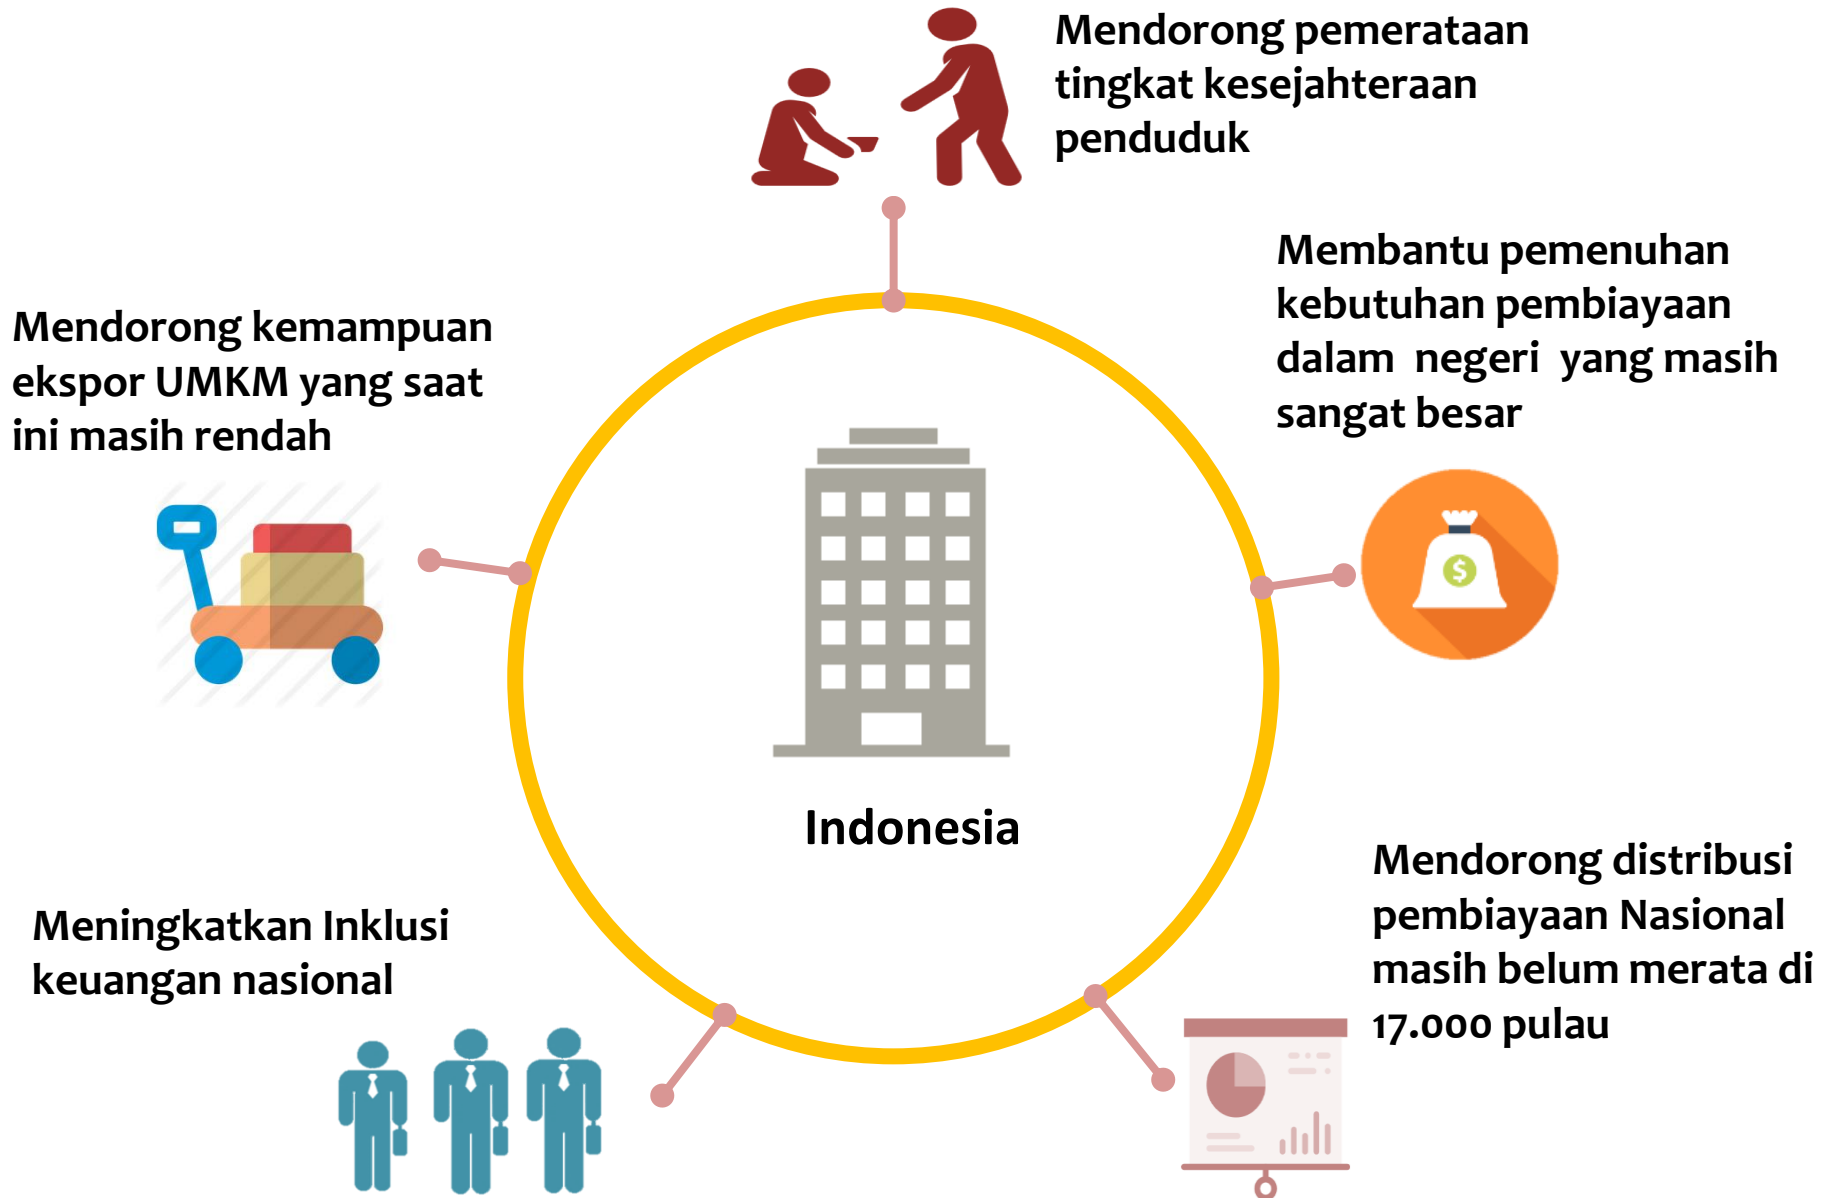 Mendorong pemerataan
tingkat kesejahteraan
penduduk
Membantu pemenuhan
kebutuhan pembiayaan
dalam negeri yang masih
sangat besar
Mendorong kemampuan
ekspor UMKM yang saat
ini masih rendah
$
Indonesia
Mendorong distribusi
pembiayaan Nasional
masih belum merata di
17.000 pulau
Meningkatkan Inklusi
keuangan nasional